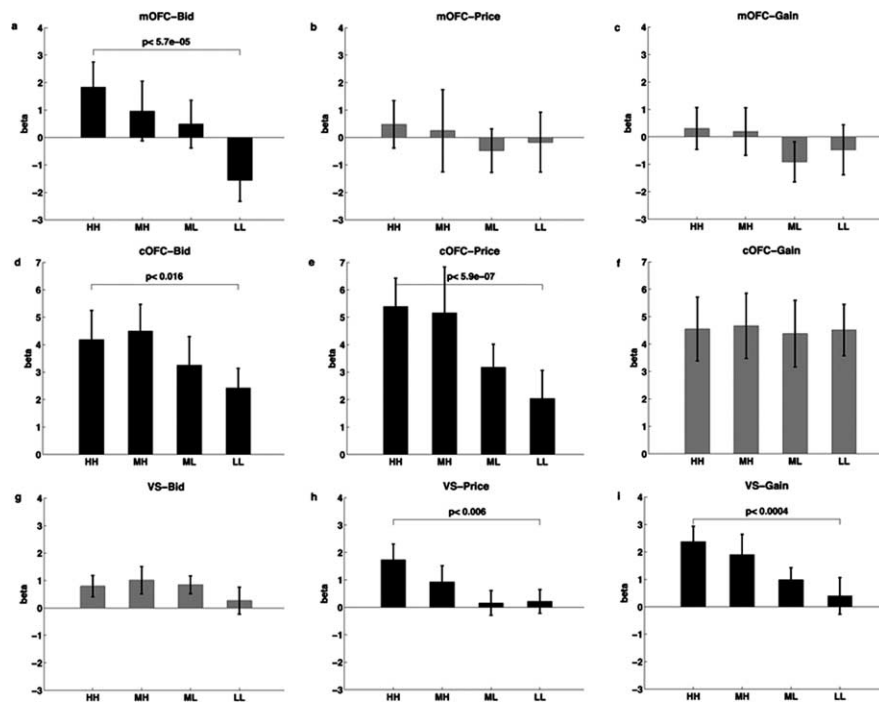 a mOFC–Bid
p< 5.7e–05
4
3
2
1
0
−1
−2
−3
beta
HH MH ML LL
b mOFC–Price
4
3
2
1
0
−1
−2
−3
beta
HH MH ML LL
c mOFC–Gain
4
3
2
1
0
−1
−2
−3
beta
HH MH ML LL
d cOFC–Bid
p< 0.016
7
6
5
4
3
2
1
0
beta
HH MH ML LL
e cOFC–Price
p< 5.9e–07
7
6
5
4
3
2
1
0
beta
HH MH ML LL
f cOFC–Gain
7
6
5
4
3
2
1
0
beta
HH MH ML LL
g VS–Bid
4
3
2
1
0
−1
−2
−3
beta
HH MH ML LL
h VS–Price
p< 0.006
4
3
2
1
0
−1
−2
−3
beta
HH MH ML LL
i VS–Gain
p< 0.0004
4
3
2
1
0
−1
−2
−3
beta
HH MH ML LL